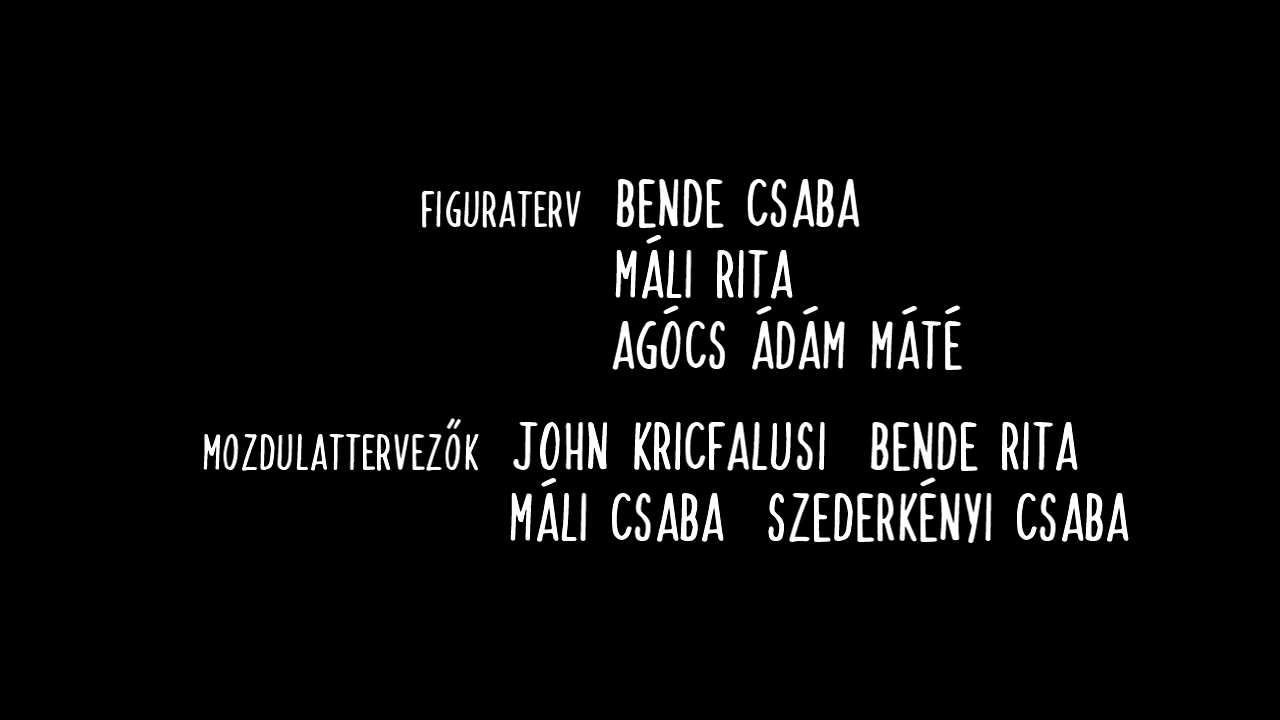 FIGURATERV BENDE CSABA
MÁLI RITA
AGÓCS ÁDÁM MÁTÉ
MOZDULATTERVEZŐK JOHN KRICFALUSI BENDE RITA
MÁLI CSABA SZEDERKÉNYI CSABA